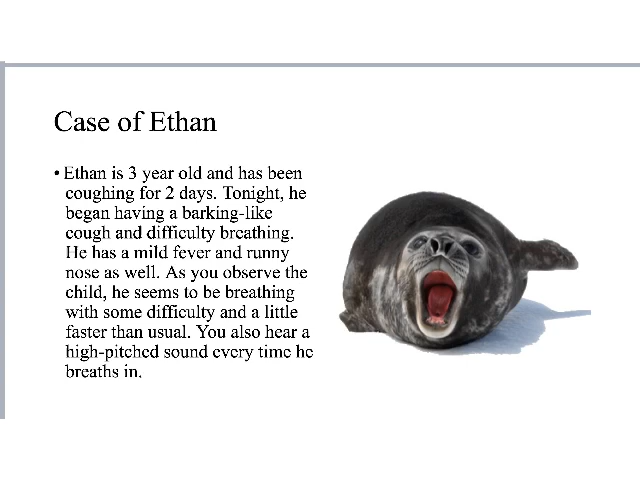 Case of Ethan
• Ethan is 3 year old and has been
coughing for 2 days. Tonight, he
began having a barking-like
cough and difficulty breathing.
He has a mild fever and runny
nose as well. As you observe the
child, he seems to be breathing
with some difficulty and a little
faster than usual. You also hear a
high-pitched sound every time he
breaths in.